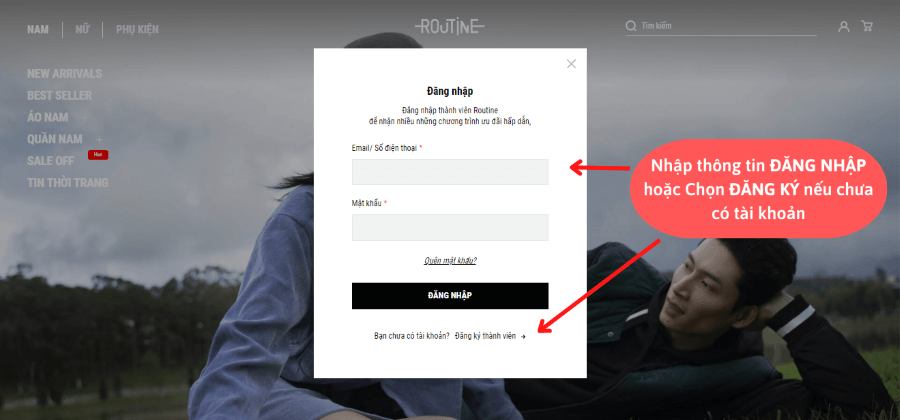 NAM
NỮ
PHỤ KIỆN
ROUTINE
Tìm kiếm
NEW ARRIVALS
BEST SELLER
ÁO NAM +
QUẦN NAM +
SALE OFF
Hot
TIN THỜI TRANG
Đăng nhập
Đăng nhập thành viên Routine
để nhận nhiều những chương trình ưu đãi hấp dẫn,
Email/ Số điện thoại *
Mật khẩu *
Quên mật khẩu?
ĐĂNG NHẬP
Bạn chưa có tài khoản? Đăng ký thành viên →
Nhập thông tin ĐĂNG NHẬP
hoặc Chọn ĐĂNG KÝ nếu chưa
có tài khoản